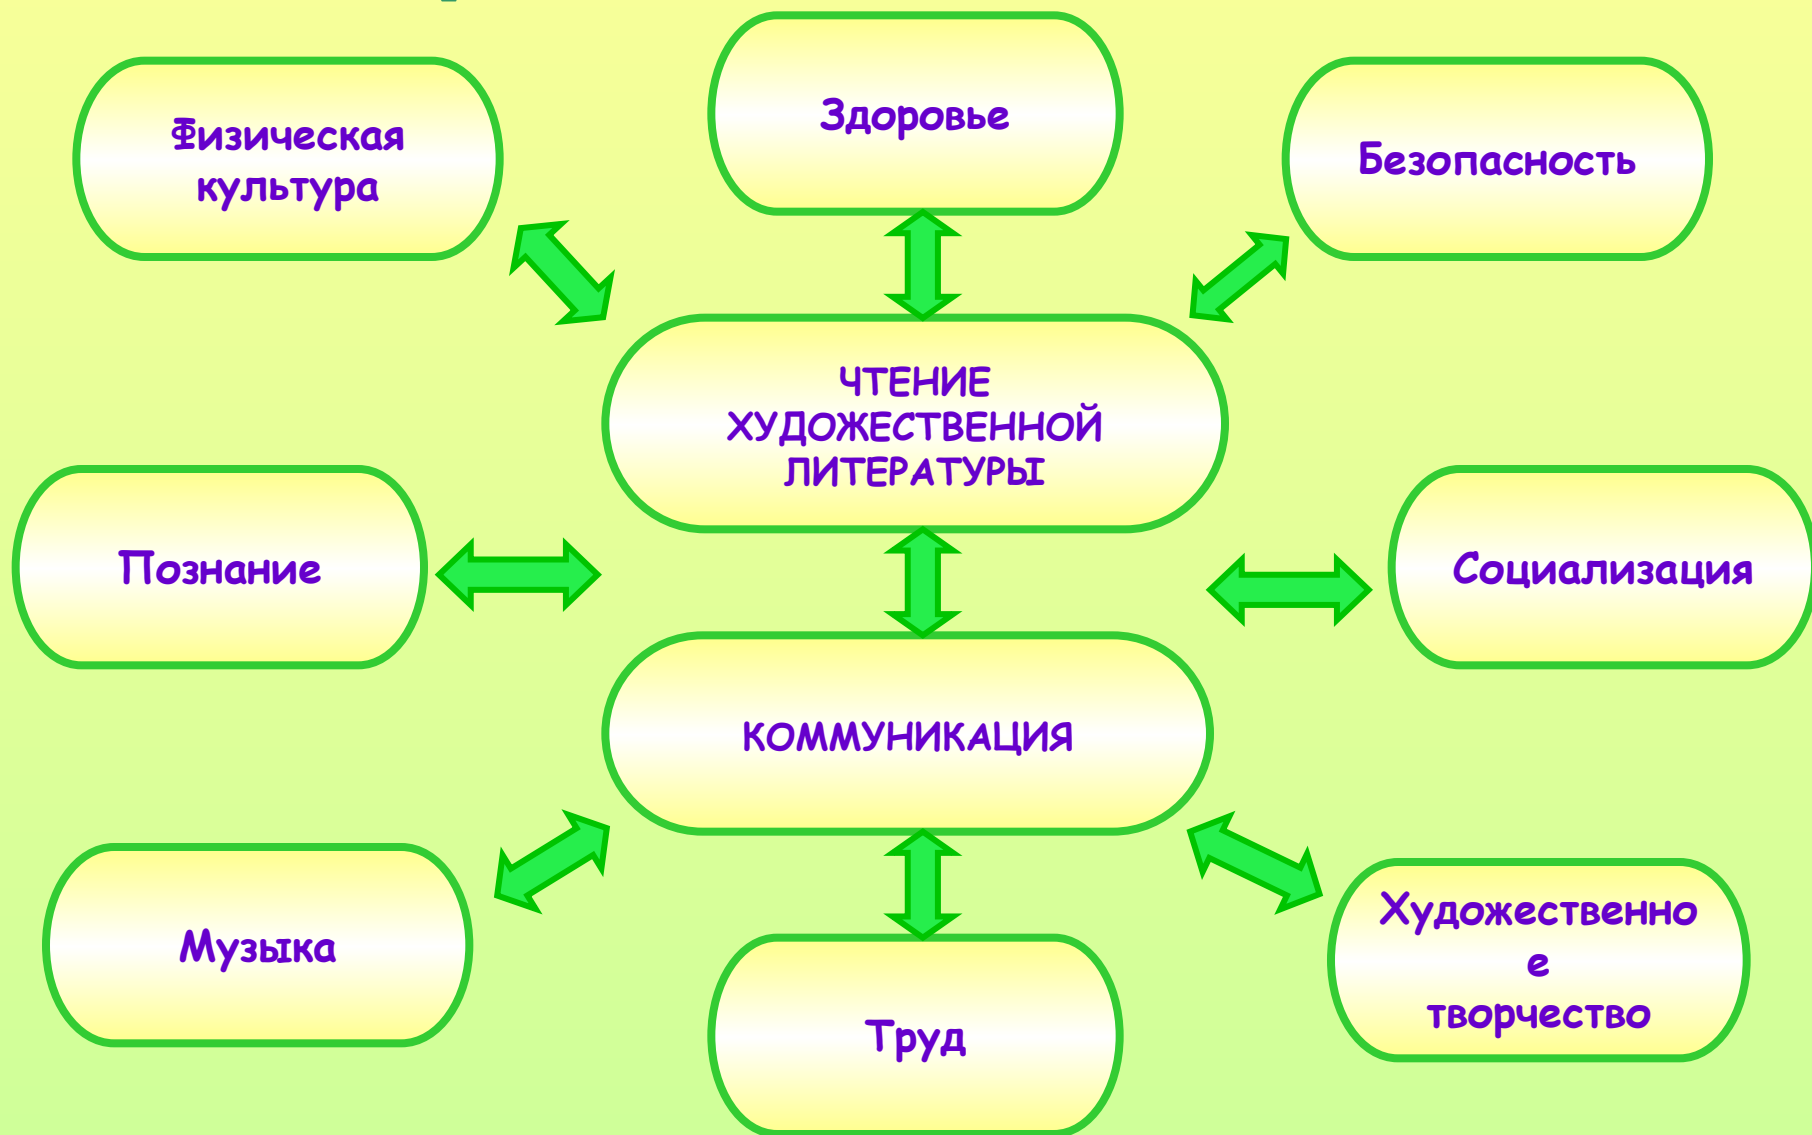 Здоровье
Физическая
культура
Безопасность
ЧТЕНИЕ
ХУДОЖЕСТВЕННОЙ
ЛИТЕРАТУРЫ
Познание
Социализация
КОММУНИКАЦИЯ
Музыка
Художественно
е
творчество
Труд